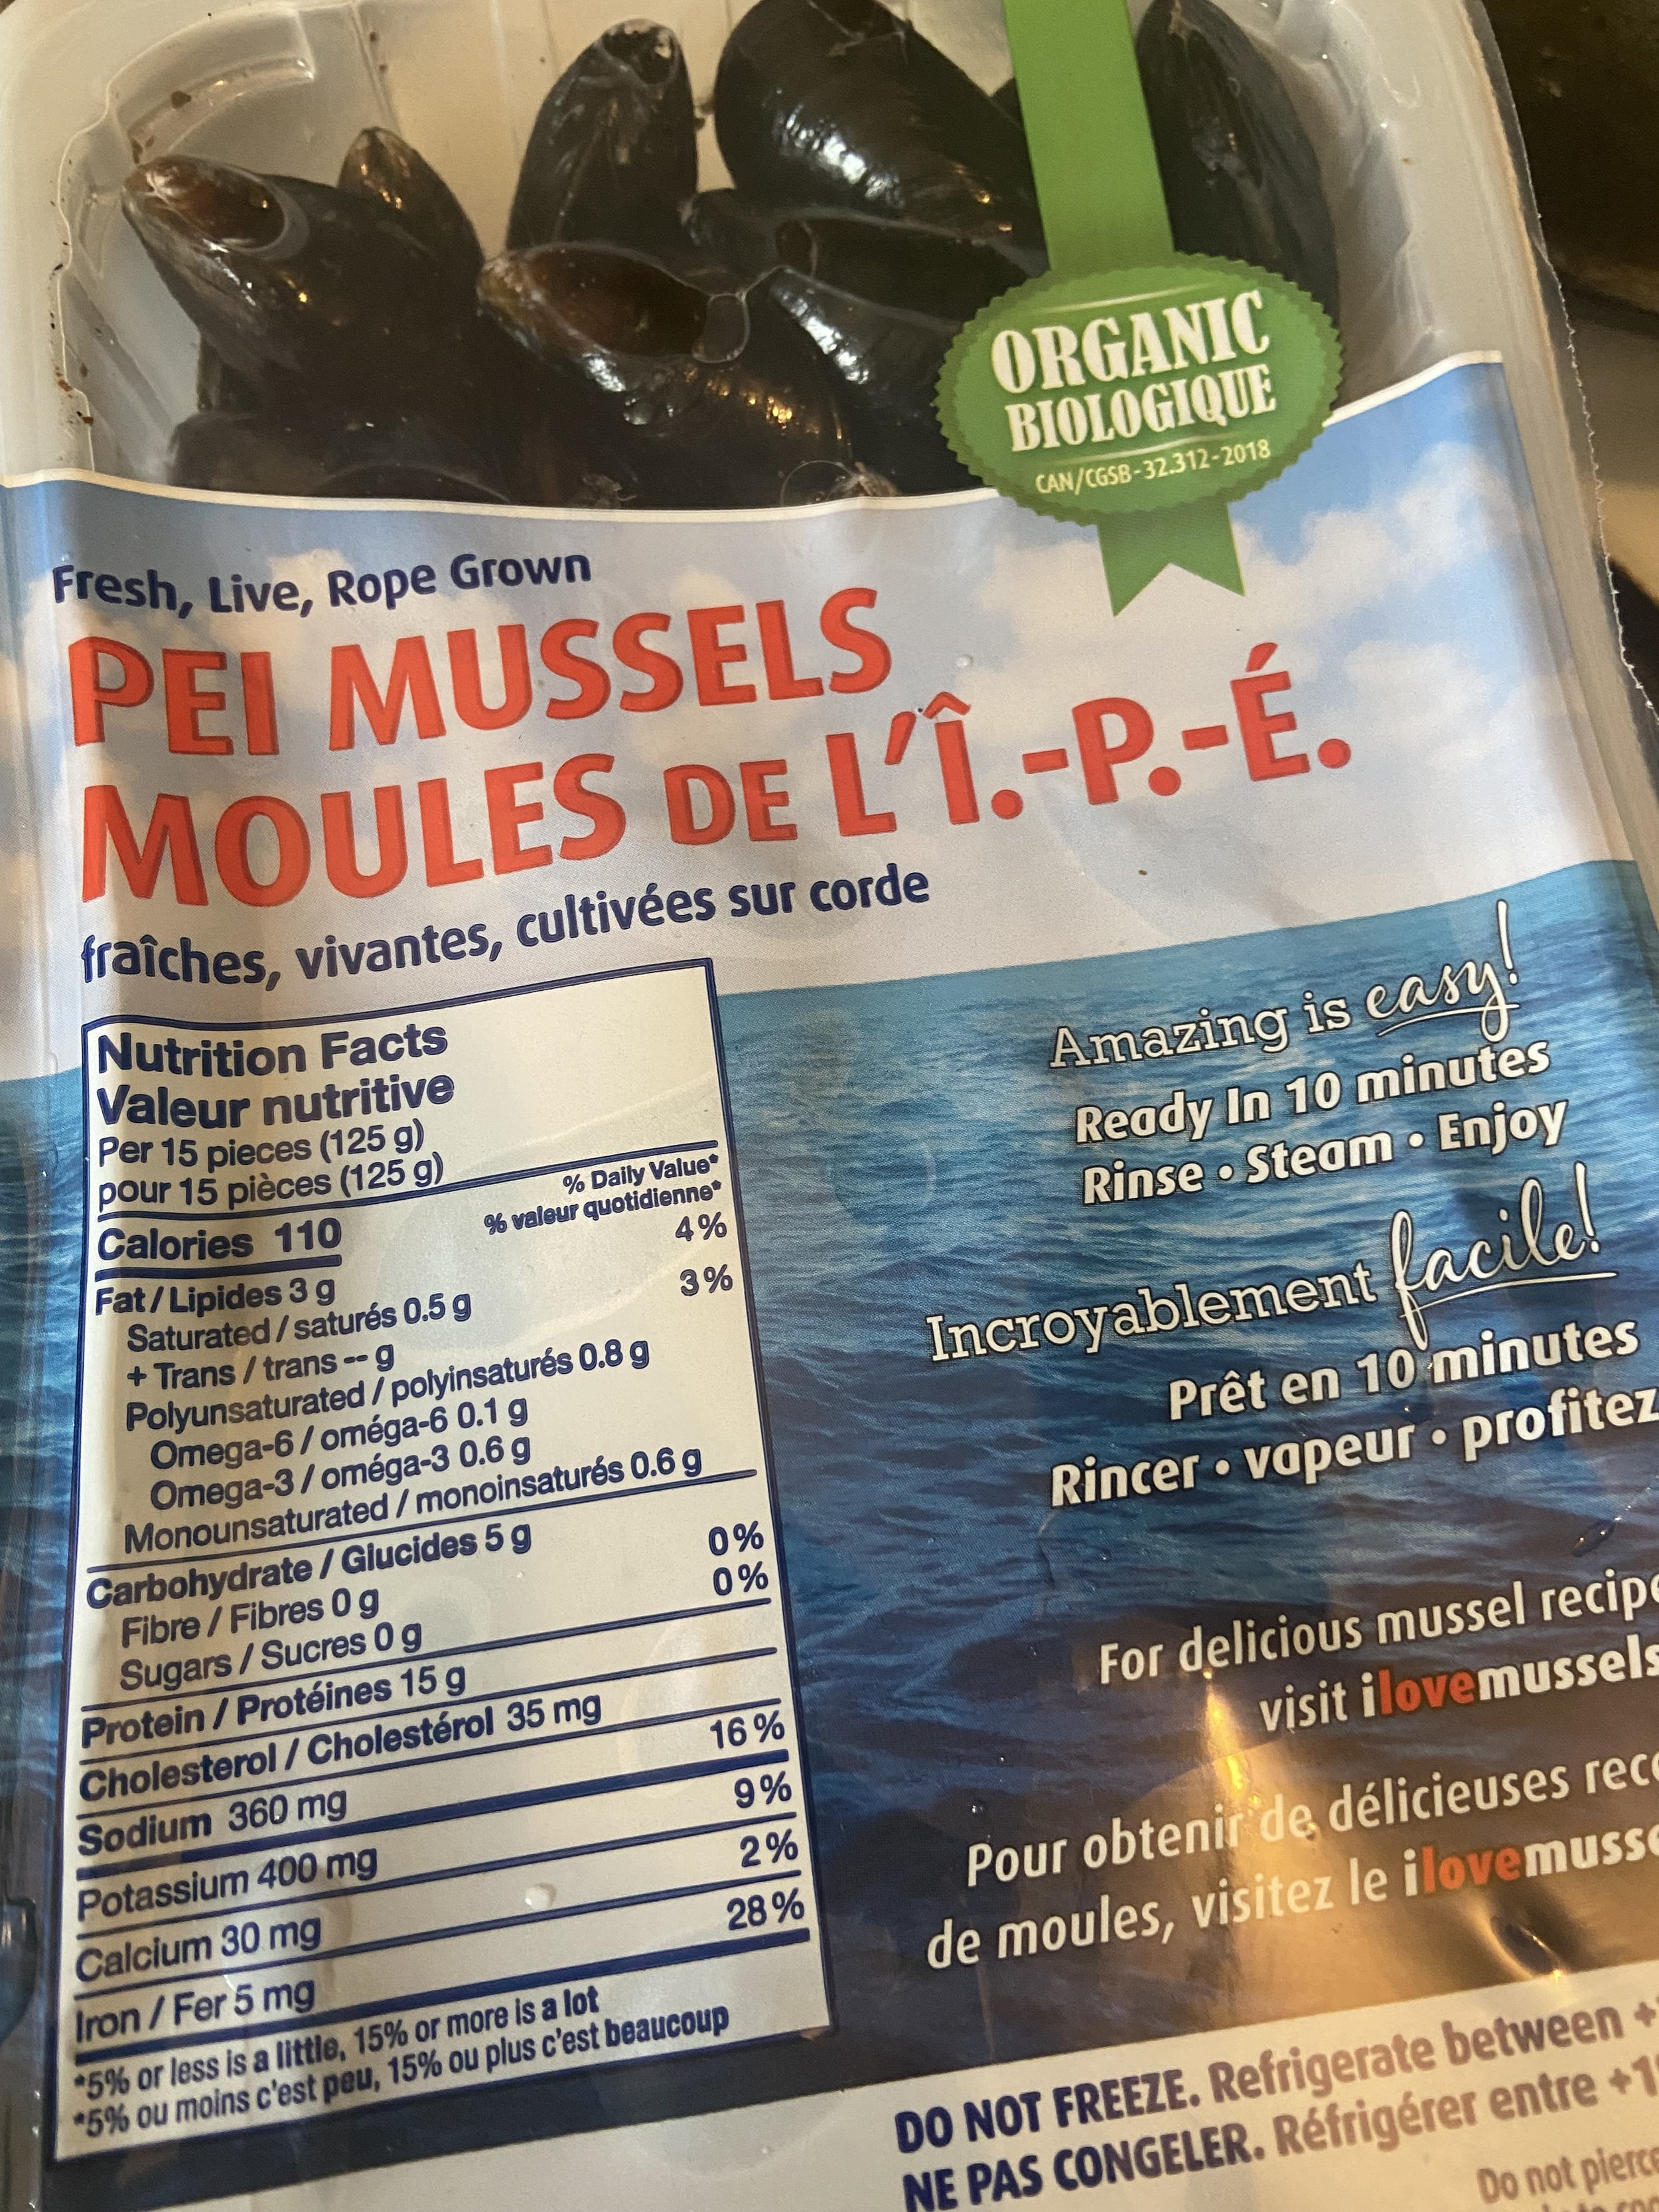 ORGANIC
BIOLOGIQUE
CAN/CGSB-32.312-2018
Fresh, Live, Rope Grown
PEI MUSSELS
MOULES DE L'Î.-P.-É.
fraîches, vivantes, cultivées sur corde
Nutrition Facts
Valeur nutritive
Per 15 pieces (125 g)
pour 15 pièces (125 g)
Calories 110
% Daily Value*
% valeur quotidienne*
Fat / Lipides 3 g 4 %
Saturated / saturés 0.5 g 3 %
+ Trans / trans -- g
Polyunsaturated / polyinsaturés 0.8 g
Omega-6 / oméga-6 0.1 g
Omega-3 / oméga-3 0.6 g
Monounsaturated / monoinsaturés 0.6 g
Carbohydrate / Glucides 5 g
Fibre / Fibres 0 g 0 %
Sugars / Sucres 0 g 0 %
Protein / Protéines 15 g
Cholesterol / Cholestérol 35 mg
Sodium 360 mg 16 %
Potassium 400 mg 9 %
Calcium 30 mg 2 %
Iron / Fer 5 mg 28 %
*5% or less is a little, 15% or more is a lot
*5% ou moins c'est peu, 15% ou plus c'est beaucoup
Amazing is easy!
Ready In 10 minutes
Rinse • Steam • Enjoy
Incroyablement facile!
Prêt en 10 minutes
Rincer • vapeur • profitez
For delicious mussel
visit ilovemussels
Pour obtenir de délicieuses
de moules, visitez le
DO NOT FREEZE. Refrigerate between
NE PAS CONGELER. Réfrigérer entre
Do not pierce